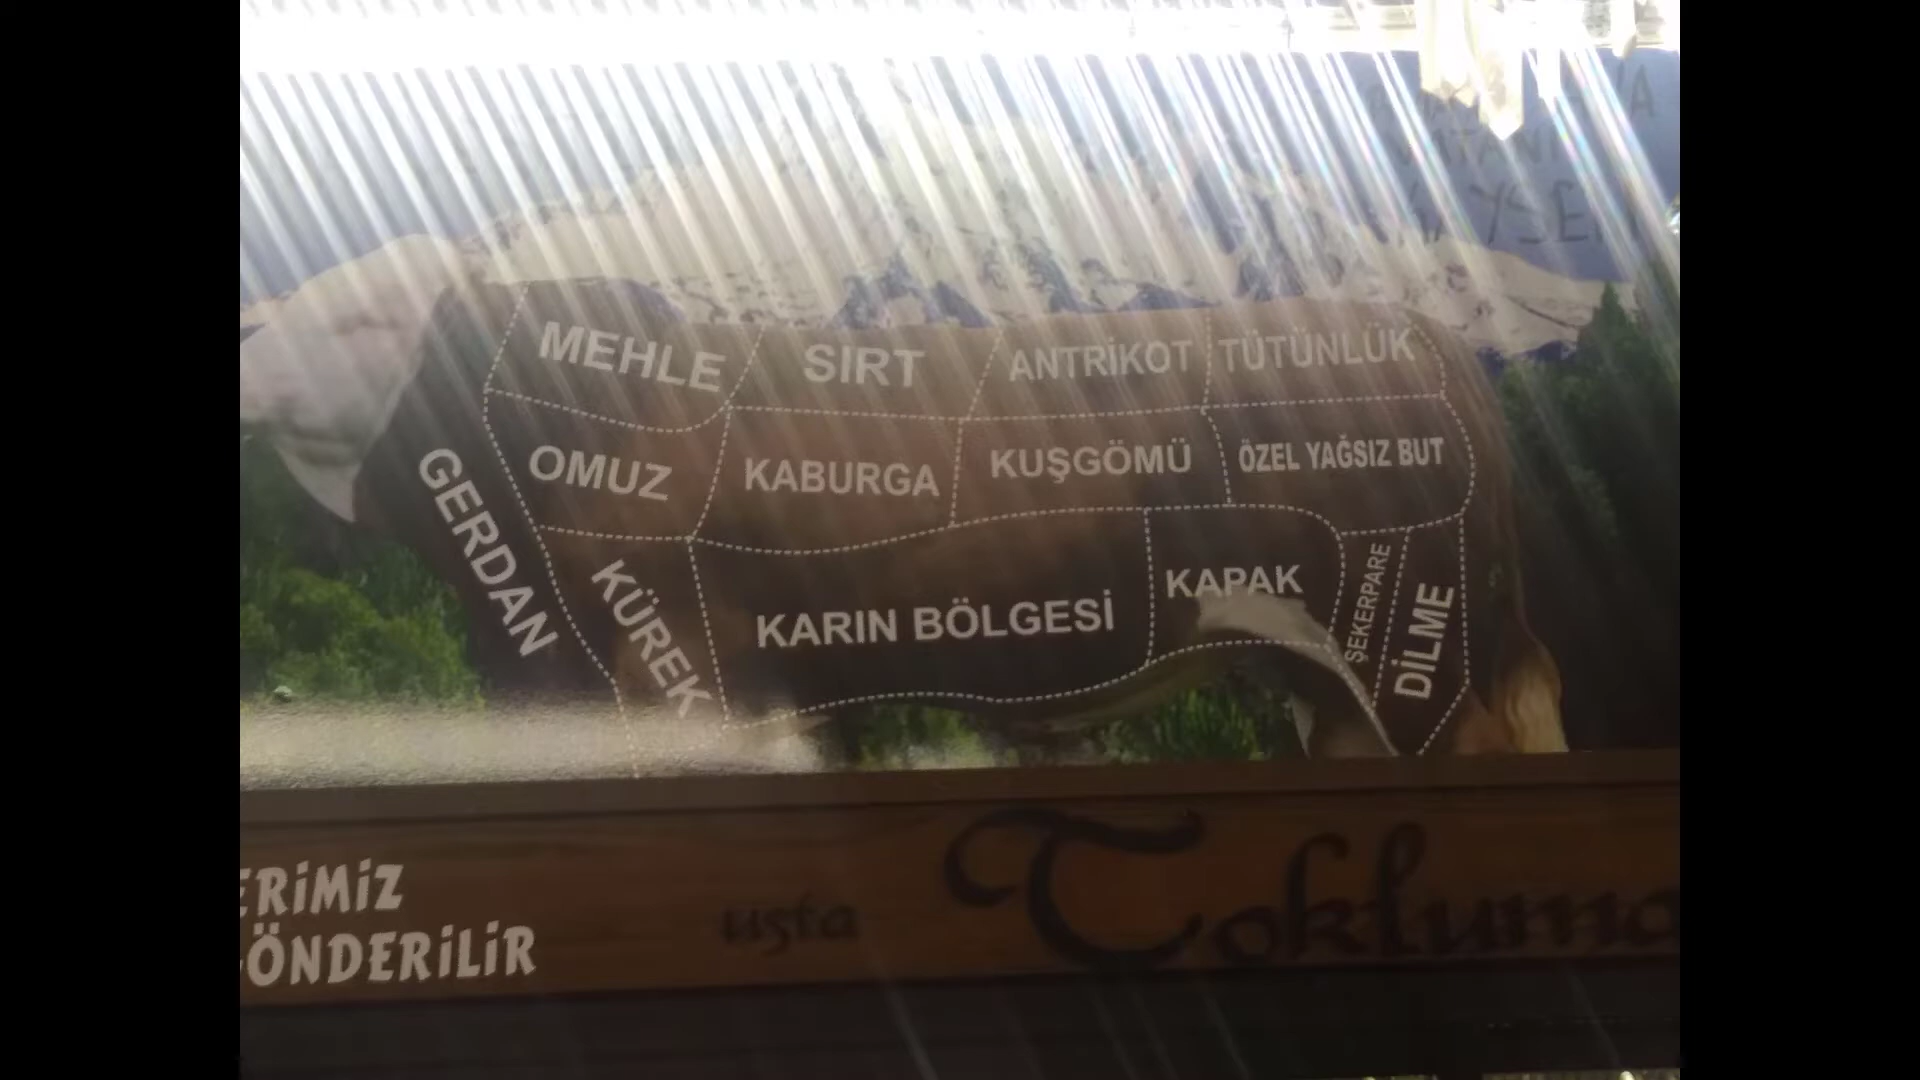 MEHLE
SIRT
ANTRİKOT
TÜTÜNLÜK
GERDAN
OMUZ
KABURGA
KUŞGÖMÜ
ÖZEL YAĞSIZ BUT
KÜREK
KARIN BÖLGESİ
KAPAK
ŞEKERPARE
DİLME
ERİMİZ
ÖNDERİLİR
usta